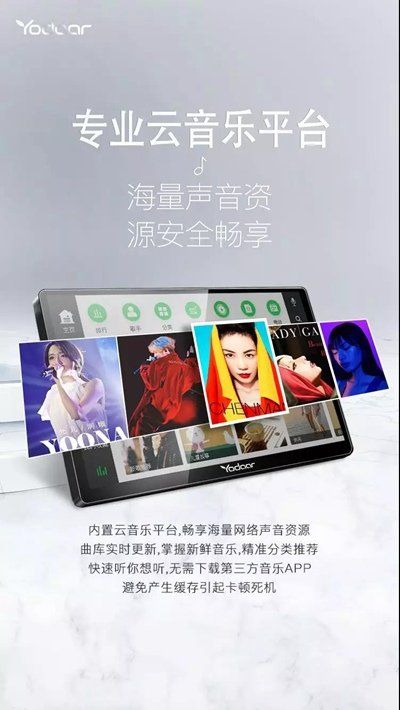 Yodaar
专业云音乐平台
海量声音资
源安全畅享
主页
排行
歌手
分类
LADY GA
YOONA
CHENMA
Yodaar
内置云音乐平台,畅享海量网络声音资源
曲库实时更新,掌握新鲜音乐,精准分类推荐
快速听你想听,无需下载第三方音乐APP
避免产生缓存引起卡顿死机